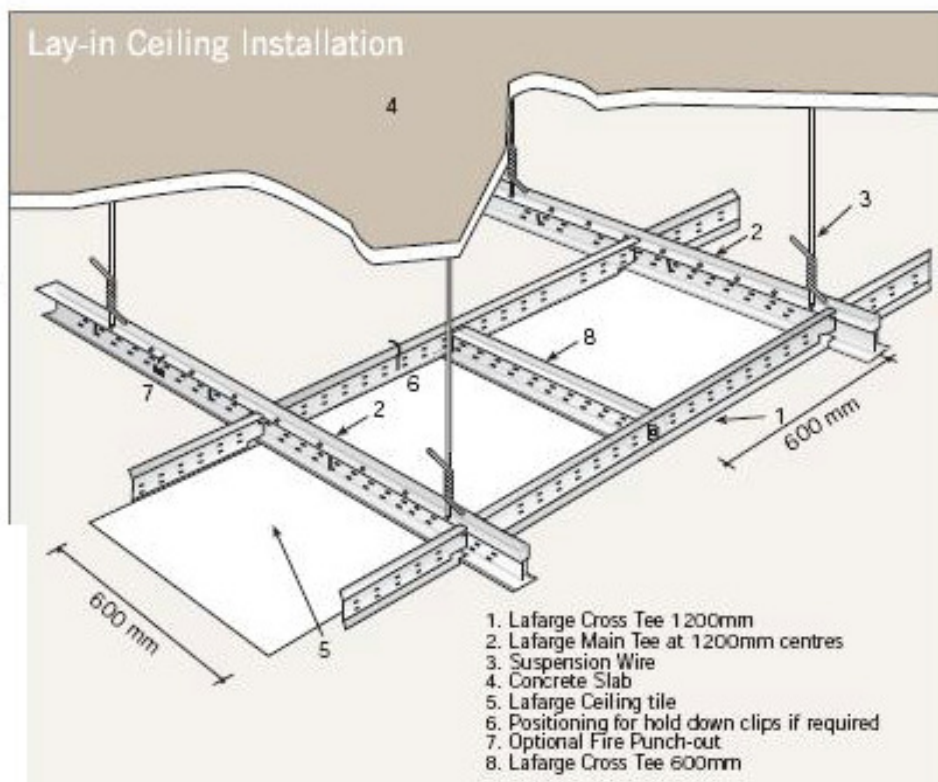 Lay-in Ceiling Installation
4
3
2
8
6
7
2
1
600 mm
600 mm
5
1. Lafarge Cross Tee 1200mm
2. Lafarge Main Tee at 1200mm centres
3. Suspension Wire
4. Concrete Slab
5. Lafarge Ceiling tile
6. Positioning for hold down clips if required
7. Optional Fire Punch-out
8. Lafarge Cross Tee 600mm